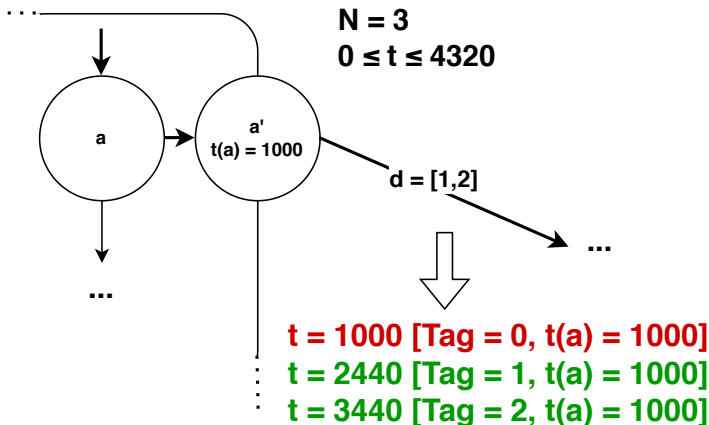 ...
N = 3
0 ≤ t ≤ 4320
a
a'
t(a) = 1000
d = [1,2]
...
...
t = 1000 [Tag = 0, t(a) = 1000]
t = 2440 [Tag = 1, t(a) = 1000]
t = 3440 [Tag = 2, t(a) = 1000]